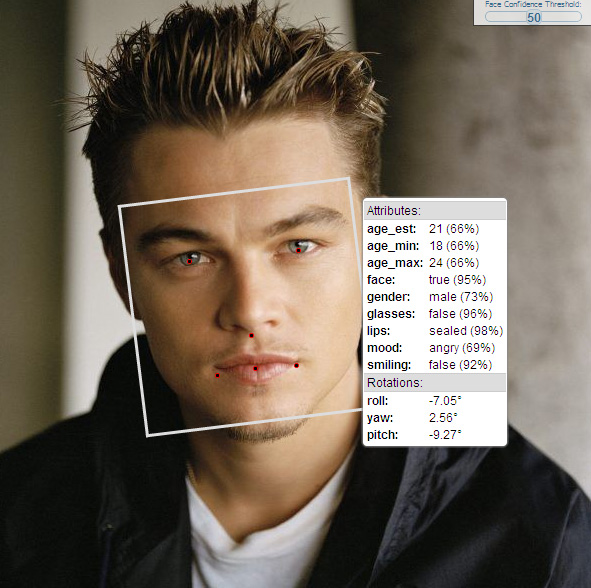 Face Confidence Threshold:
50
Attributes:
age_est: 21 (66%)
age_min: 18 (66%)
age_max: 24 (66%)
face: true (95%)
gender: male (73%)
glasses: false (96%)
lips: sealed (98%)
mood: angry (69%)
smiling: false (92%)
Rotations:
roll: -7.05°
yaw: 2.56°
pitch: -9.27°